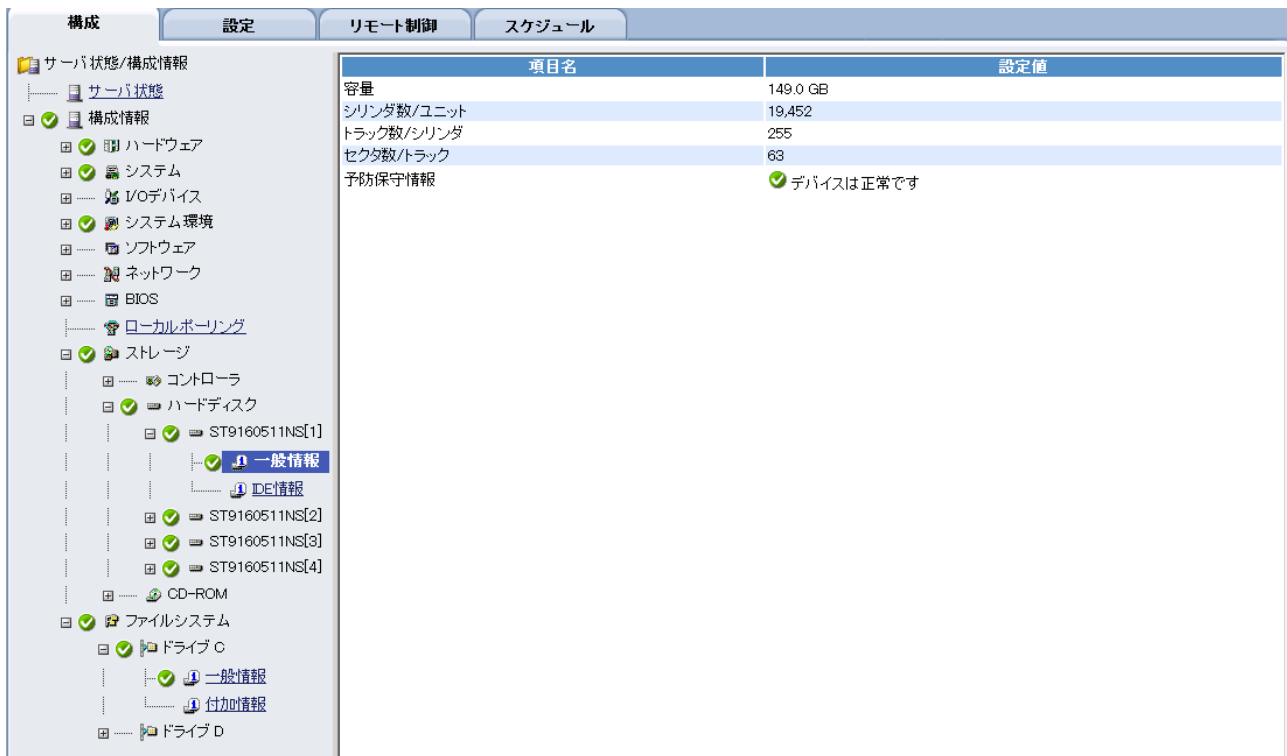 構成 設定 リモート制御 スケジュール
サーバ状態/構成情報
サーバ状態
構成情報
ハードウェア
システム
I/Oデバイス
システム環境
ソフトウェア
ネットワーク
BIOS
ローカルポーリング
ストレージ
コントローラ
ハードディスク
ST9160511NS[1]
一般情報
IDE情報
ST9160511NS[2]
ST9160511NS[3]
ST9160511NS[4]
CD-ROM
ファイルシステム
ドライブ C
一般情報
付加情報
ドライブ D
項目名 設定値
容量 149.0 GB
シリンダ数/ユニット 19,452
トラック数/シリンダ 255
セクタ数/トラック 63
予防保守情報 デバイスは正常です